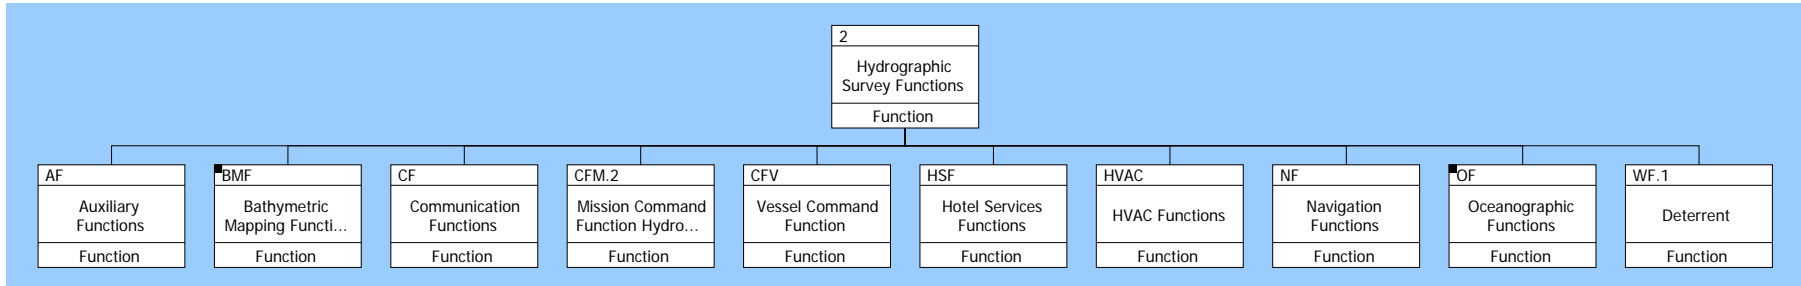 2
Hydrographic
Survey Functions
Function
AF
Auxiliary
Functions
Function
BMF
Bathymetric
Mapping Functi...
Function
CF
Communication
Functions
Function
CFM.2
Mission Command
Function Hydro...
Function
CFV
Vessel Command
Function
Function
HSF
Hotel Services
Functions
Function
HVAC
HVAC Functions
Function
NF
Navigation
Functions
Function
OF
Oceanographic
Functions
Function
WF.1
Deterrent
Function